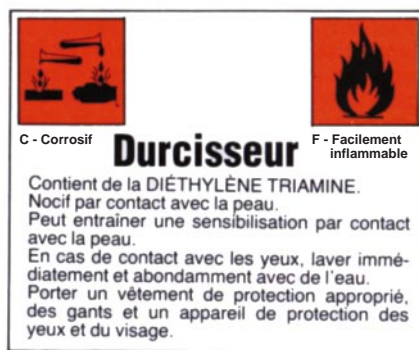 C - Corrosif
F - Facilement
inflammable
Durcisseur
Contient de la DIÉTHYLÈNE TRIAMINE.
Nocif par contact avec la peau.
Peut entraîner une sensibilisation par contact
avec la peau.
En cas de contact avec les yeux, laver immé-
diatement et abondamment avec de l'eau.
Porter un vêtement de protection approprié,
des gants et un appareil de protection des
yeux et du visage.